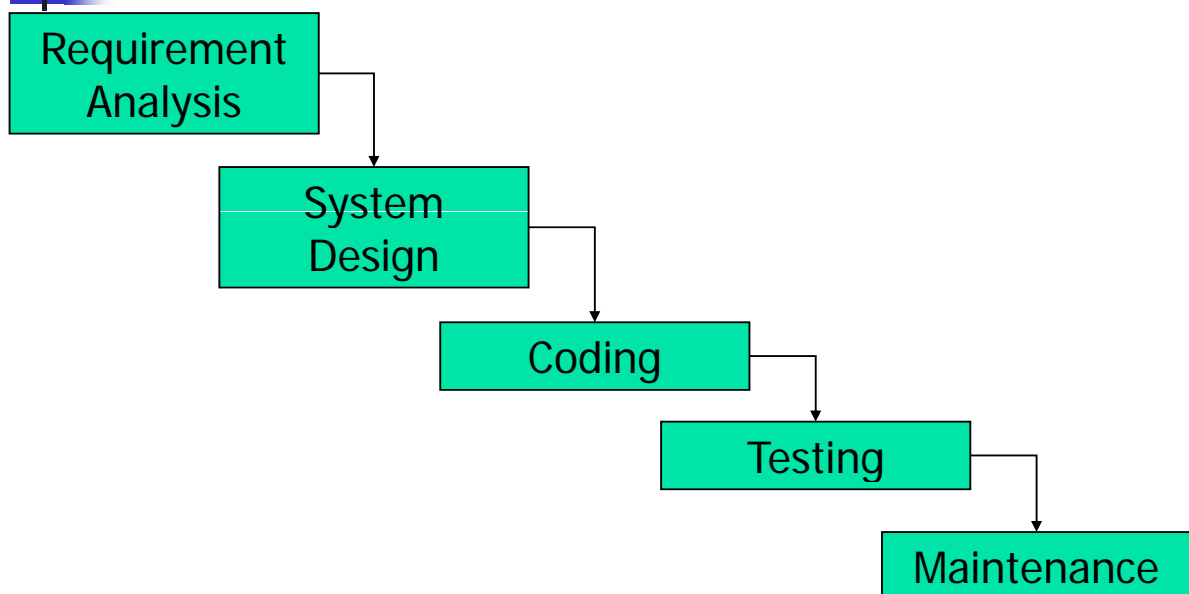 Requirement
Analysis
System
Design
Coding
Testing
Maintenance